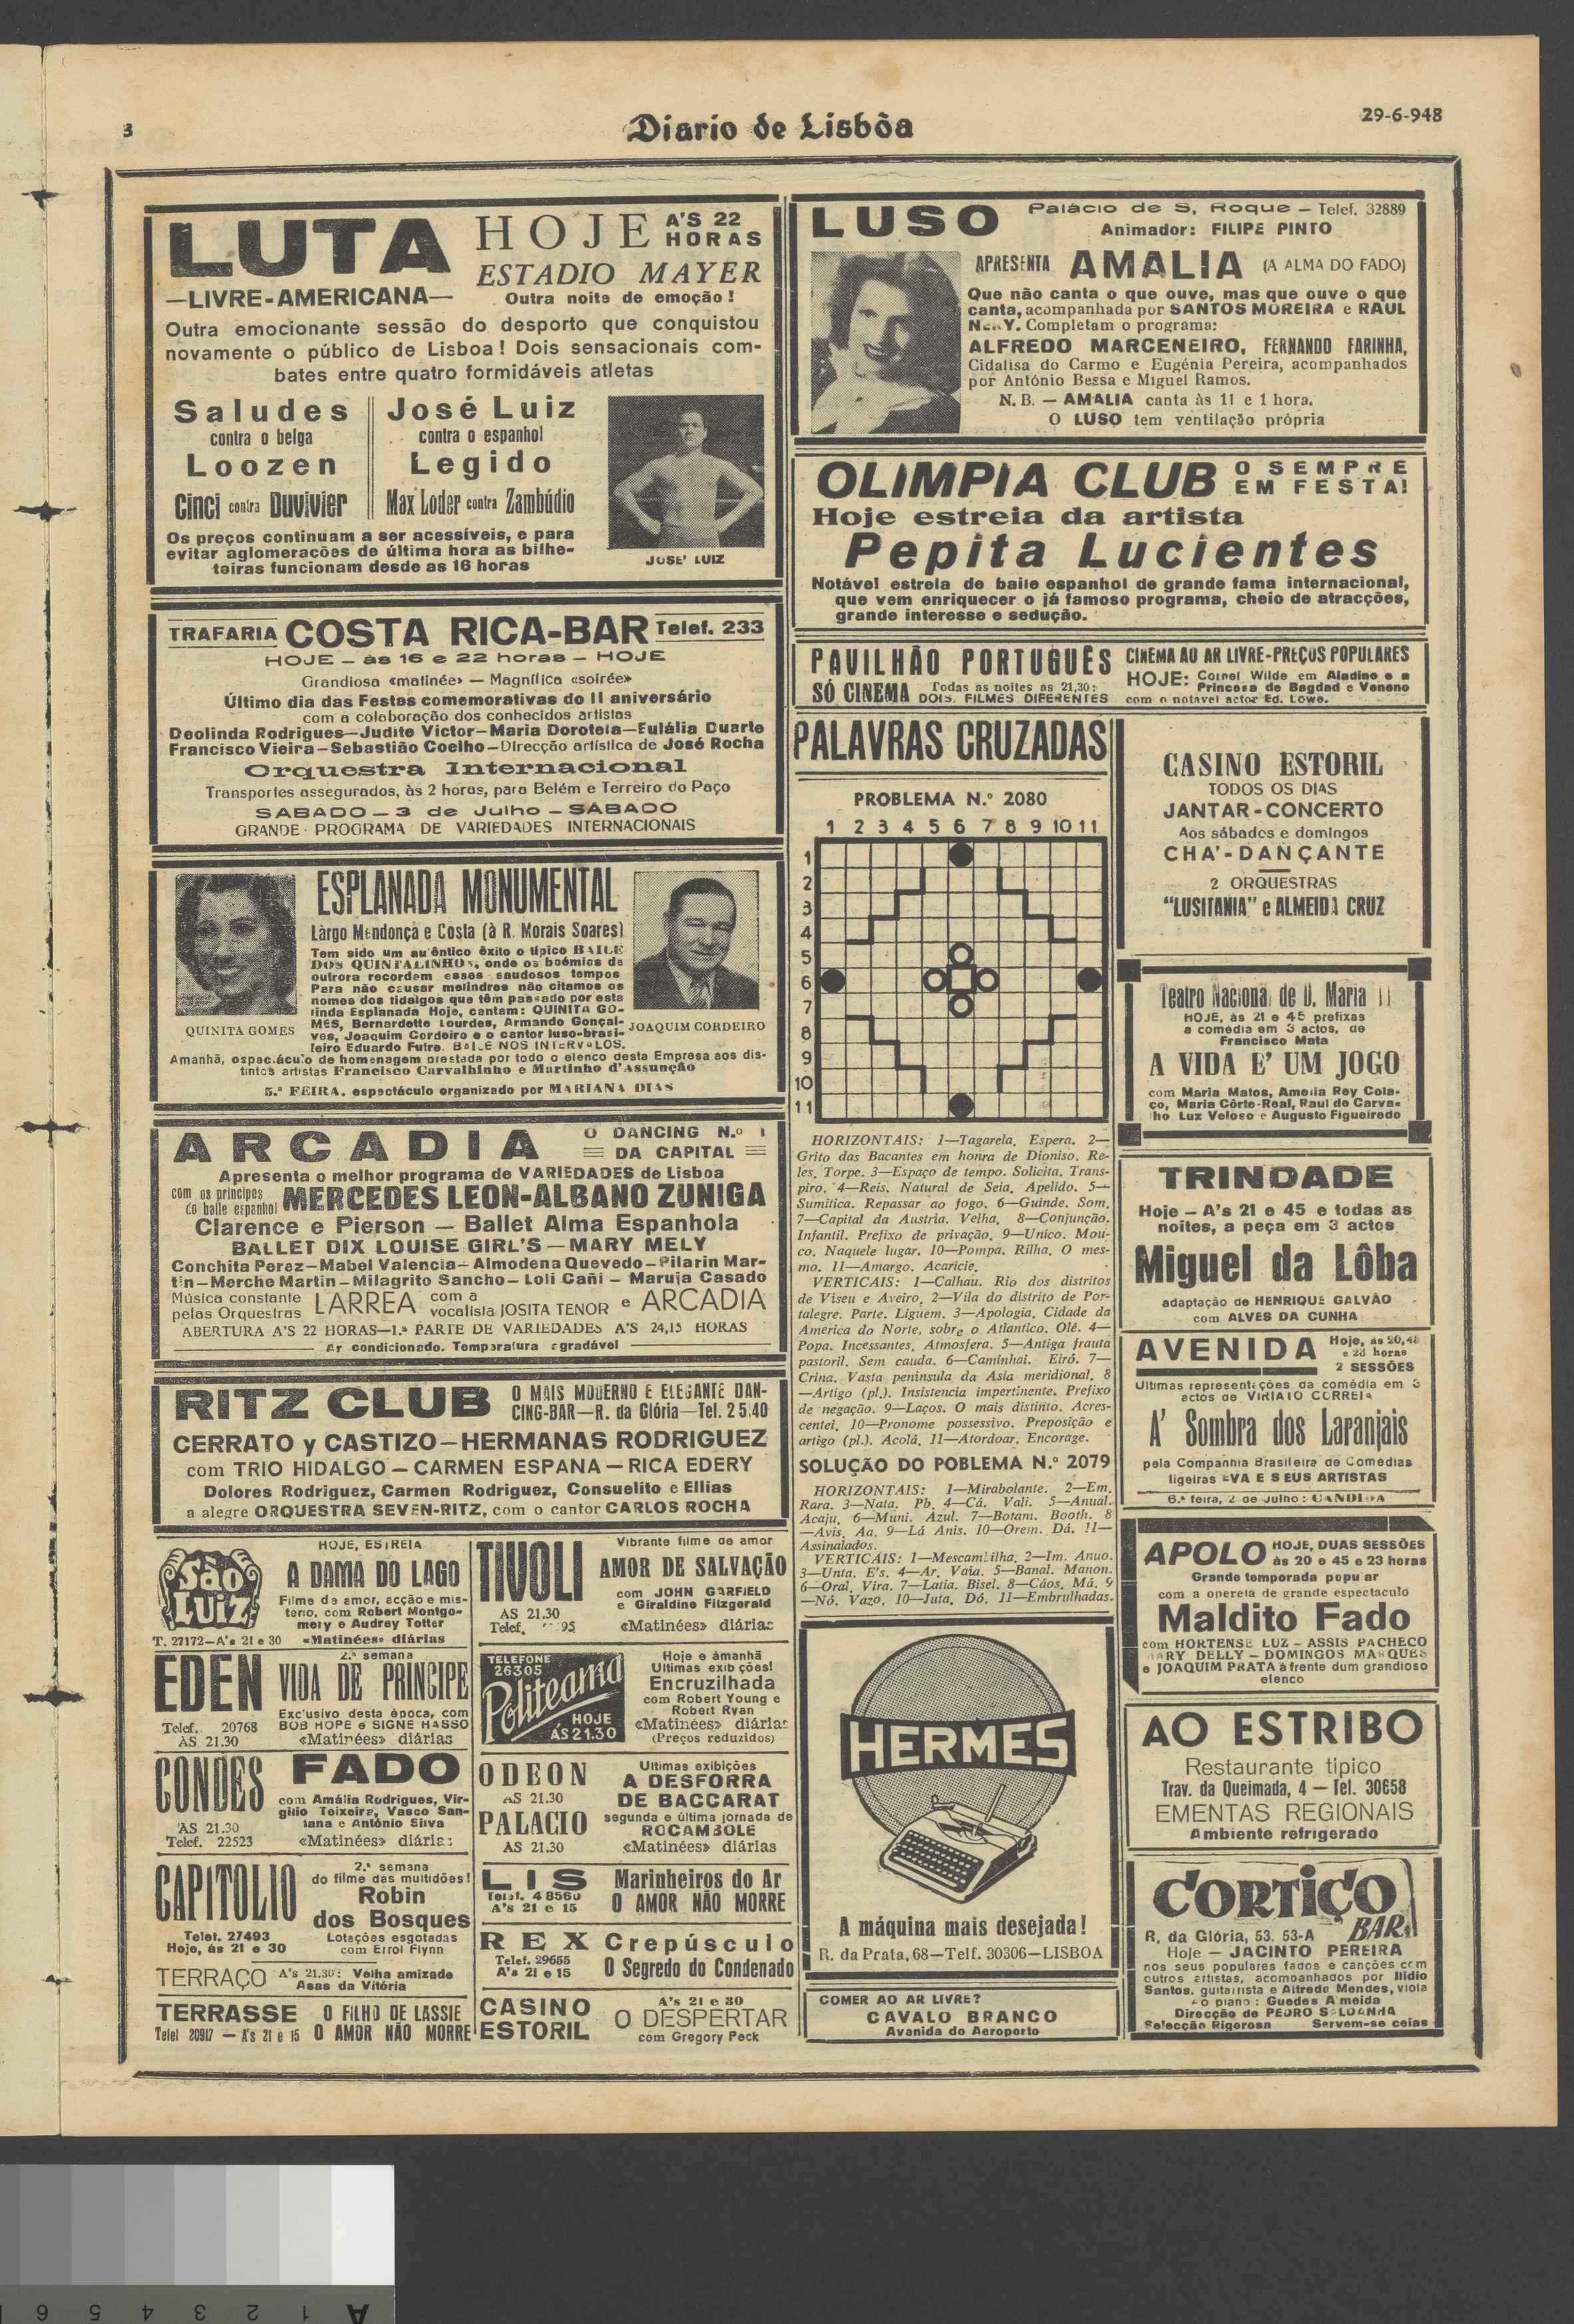 3
Diario de Lisbôa
29-6-948
LUTA
—LIVRE-AMERICANA—
HOJE A'S 22 HORAS
ESTADIO MAYER
Outra noite de emoção!
Outra emocionante sessão do desporto que conquistou
novamente o público de Lisboa! Dois sensacionais com-
bates entre quatro formidáveis atletas
Saludes
contra o belga
Loozen
Cinci contra Duvivier
José Luiz
contra o espanhol
Legido
Max Loder contra Zambúdio
Os preços continuam a ser acessíveis, e para
evitar aglomerações de última hora as bilhe-
teiras funcionam desde as 16 horas
JOSE' LUIZ
TRAFARIA COSTA RICA-BAR Telef. 233
HOJE — às 16 e 22 horas — HOJE
Grandiosa «matinée» — Magnífica «soirée»
Último dia das Festas comemorativas do II aniversário
com a colaboração dos conhecidos artistas
Deolinda Rodrigues—Judite Victor—Maria Doroteia—Eulália Duarte
Francisco Vieira—Sebastião Coelho—Direcção artística de José Rocha
Orquestra Internacional
Transportes assegurados, às 2 horas, para Belém e Terreiro do Paço
SABADO — 3 de Julho — SABADO
GRANDE PROGRAMA DE VARIEDADES INTERNACIONAIS
ESPLANADA MONUMENTAL
Largo Mendonça e Costa (à R. Morais Soares)
Tem sido um autêntico êxito o típico BAILE
DOS QUINTALINHOS, onde os boémios de
outrora recordam esses saudosos tempos
Para não causar melindres não citamos os
nomes dos fidalgos que têm passado por esta
linda Esplanada Hoje, cantam: QUINITA GO-
MES, Bernardette Lourdes, Armando Gonçal-
ves, Joaquim Cordeiro e o cantor luso-brasi-
leiro Eduardo Futre. BAILE NOS INTERVALOS.
QUINITA GOMES
JOAQUIM CORDEIRO
Amanhã, espectáculo de homenagem prestada por todo o elenco desta Empresa aos dis-
tintos artistas Francisco Carvalhinho e Martinho d'Assunção
5.ª FEIRA, espectáculo organizado por MARIANA DIAS
ARCADIA
O DANCING N.º 1
DA CAPITAL
Apresenta o melhor programa de VARIEDADES de Lisboa
com os principes do baile espanhol MERCEDES LEON-ALBANO ZUNIGA
Clarence e Pierson — Ballet Alma Espanhola
BALLET DIX LOUISE GIRL'S — MARY MELY
Conchita Perez—Mabel Valencia—Almodena Quevedo—Pilarin Mar-
tin—Merche Martin—Milagrito Sancho—Loli Cañi — Maruja Casado
Música constante pelas Orquestras LARREA com a vocalista JOSITA TENOR e ARCADIA
ABERTURA A'S 22 HORAS—1.ª PARTE DE VARIEDADES A'S 24,15 HORAS
Ar condicionado. Temperatura agradável
RITZ CLUB
O MAIS MODERNO E ELEGANTE DAN-
CING-BAR—R. da Glória—Tel. 2 5140
CERRATO y CASTIZO—HERMANAS RODRIGUEZ
com TRIO HIDALGO — CARMEN ESPANA — RICA EDERY
Dolores Rodriguez, Carmen Rodriguez, Consuelito e Ellias
a alegre ORQUESTRA SEVEN-RITZ, com o cantor CARLOS ROCHA
São LUIZ
HOJE, ESTREIA
A DAMA DO LAGO
Filme de amor, acção e mis-
terio, com Robert Montgo-
mery e Audrey Totter
T. 27172—A's 21 e 30 «Matinées» diárias
EDEN
Telef. 20768
ÀS 21.30
2.ª semana
VIDA DE PRINCIPE
Exclusivo desta época, com
BOB HOPE e SIGNE HASSO
«Matinées» diárias
CONDES
ÀS 21.30
Telef. 22523
FADO
com Amália Rodrigues, Vir-
gilio Teixeira, Vasco San-
tana e António Silva
«Matinées» diárias
CAPITOLIO
Telef. 27493
Hoje, às 21 e 30
2.ª semana
do filme das multidões!
Robin
dos Bosques
Lotações esgotadas
com Errol Flynn
TERRAÇO A's 21.30: Velha amizade
Asas da Vitória
TERRASSE O FILHO DE LASSIE
Telef 20917 — A's 21 e 15 O AMOR NÃO MORRE
TIVOLI
AS 21.30
Telef. 95
Vibrante filme de amor
AMOR DE SALVAÇÃO
com JOHN GARFIELD
e Giraldine Fitzgerald
«Matinées» diárias
TELEFONE
26305
Politeama
HOJE
ÀS 21.30
Hoje e àmanhã
Ultimas exibições!
Encruzilhada
com Robert Young e
Robert Ryan
«Matinées» diárias
(Preços reduzidos)
ODEON
AS 21.30
PALACIO
AS 21.30
Ultimas exibições
A DESFORRA
DE BACCARAT
segunda e última jornada de
ROCAMBOLE
«Matinées» diárias
LIS
Telef. 48560
A's 21 e 15
Marinheiros do Ar
O AMOR NÃO MORRE
REX
Telef. 29655
A's 21 e 15
Crepúsculo
O Segredo do Condenado
CASINO
ESTORIL
A's 21 e 30
O DESPERTAR
com Gregory Peck
LUSO
Palácio de S. Roque — Telef. 32889
Animador: FILIPE PINTO
APRESENTA AMALIA (A ALMA DO FADO)
Que não canta o que ouve, mas que ouve o que
canta, acompanhada por SANTOS MOREIRA e RAUL
NERY. Completam o programa:
ALFREDO MARCENEIRO, FERNANDO FARINHA,
Cidalisa do Carmo e Eugénia Pereira, acompanhados
por António Bessa e Miguel Ramos.
N. B. — AMALIA canta às 11 e 1 hora.
O LUSO tem ventilação própria
OLIMPIA CLUB O SEMPRE EM FESTA!
Hoje estreia da artista
Pepita Lucientes
Notável estrela de baile espanhol de grande fama internacional,
que vem enriquecer o já famoso programa, cheio de atracções,
grande interesse e sedução.
PAVILHÃO PORTUGUÊS CINEMA AO AR LIVRE-PREÇOS POPULARES
SÓ CINEMA Todas as noites às 21,30:
DOIS FILMES DIFERENTES
HOJE: Cornel Wilde em Aladino e a
Princesa de Bagdad e Veneno
com o notável actor Ed. Lowe.
PALAVRAS CRUZADAS
PROBLEMA N.º 2080
1 2 3 4 5 6 7 8 9 10 11
1
2
3
4
5
6
7
8
9
10
11
HORIZONTAIS: 1—Tagarela. Espera. 2—
Grito das Bacantes em honra de Dioniso. Re-
les. Torpe. 3—Espaço de tempo. Solicita. Trans-
piro. 4—Reis. Natural de Seia. Apelido. 5—
Sumitica. Repassar ao fogo. 6—Guinde. Som.
7—Capital da Austria. Velha. 8—Conjunção.
Infantil. Prefixo de privação. 9—Unico. Mou-
co. Naquele lugar. 10—Pompa. Rilha. O mes-
mo. 11—Amargo. Acaricie.
VERTICAIS: 1—Calhau. Rio dos distritos
de Viseu e Aveiro. 2—Vila do distrito de Por-
talegre. Parte. Liguem. 3—Apologia. Cidade da
America do Norte, sobre o Atlantico. Olé. 4—
Popa. Incessantes. Atmosfera. 5—Antiga frauta
pastoril. Sem cauda. 6—Caminhai. Eiró. 7—
Crina. Vasta peninsula da Asia meridional. 8
—Artigo (pl.). Insistencia impertinente. Prefixo
de negação. 9—Laços. O mais distinto. Acres-
centei. 10—Pronome possessivo. Preposição e
artigo (pl.). Acolá. 11—Atordoar. Encorage.
SOLUÇÃO DO POBLEMA N.º 2079
HORIZONTAIS: 1—Mirabolante. 2—Em.
Rara. 3—Nata. Pb. 4—Cá. Vali. 5—Anual.
Acaju. 6—Muni. Azul. 7—Botam. Booth. 8
—Avis. Aa. 9—Lá Anis. 10—Orem. Dá. 11—
Assinalados.
VERTICAIS: 1—Mescambilha. 2—Im. Anuo.
3—Unta. E's. 4—Ar. Vaia. 5—Banal. Manon.
6—Oral. Vira. 7—Latia. Bisel. 8—Cáos. Má. 9
—Nó. Vazo. 10—Juta. Dó. 11—Embrulhadas.
HERMES
A máquina mais desejada!
R. da Prata, 68—Telf. 30306—LISBOA
COMER AO AR LIVRE?
CAVALO BRANCO
Avenida do Aeroporto
CASINO ESTORIL
TODOS OS DIAS
JANTAR-CONCERTO
Aos sábados e domingos
CHA'-DANÇANTE
2 ORQUESTRAS
"LUSITANIA" e ALMEIDA CRUZ
Teatro Nacional de D. Maria II
HOJE, às 21 e 45 prefixas
a comédia em 3 actos, de
Francisco Mata
A VIDA E' UM JOGO
com Maria Matos, Amelia Rey Cola-
ço, Maria Côrte-Real, Raul de Carva-
ho Luz Veloso e Augusto Figueiredo
TRINDADE
Hoje — A's 21 e 45 e todas as
noites, a peça em 3 actos
Miguel da Lôba
adaptação de HENRIQUE GALVÃO
com ALVES DA CUNHA
AVENIDA
Hoje, às 20,45
e 23 horas
2 SESSÕES
Ultimas representações da comédia em 3
actos de VIRIATO CORREIA
A' Sombra dos Laranjais
pela Companhia Brasileira de Comédias
ligeiras EVA E SEUS ARTISTAS
6.ª feira, 2 de Julho: CANDIDA
APOLO
HOJE, DUAS SESSÕES
às 20 e 45 e 23 horas
Grande temporada popu ar
com a opereta de grande espectaculo
Maldito Fado
com HORTENSE LUZ — ASSIS PACHECO
MARY DELLY — DOMINGOS MARQUES
e JOAQUIM PRATA à frente dum grandioso
elenco
AO ESTRIBO
Restaurante tipico
Trav. da Queimada, 4 — Tel. 30658
EMENTAS REGIONAIS
Ambiente refrigerado
CORTIÇO
BAR
R. da Glória, 53, 53-A
Hoje — JACINTO PEREIRA
nos seus populares fados e canções com
outros artistas, acompanhados por Ilidio
Santos, guitarrista e Alfredo Mendes, viola
Ao piano: Guedes Almeida
Direcção de PEDRO SALDANHA
Selecção Rigorosa Servem-se ceias
A 1 2 3 4 5 6